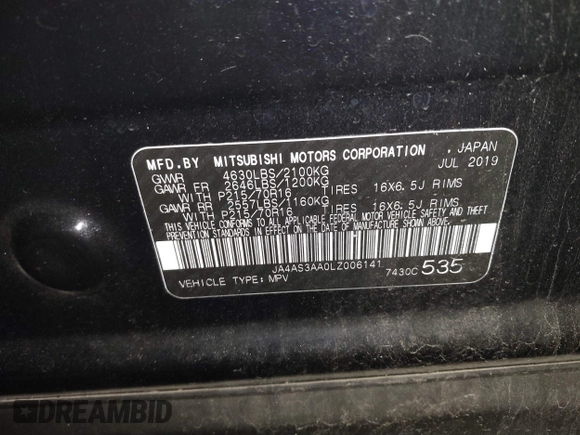 MFD.BY MITSUBISHI MOTORS CORPORATION , JAPAN
GWWR 4630LBS/2100KG JUL 2019
GAWR FR 2646LBS/1200KG
WITH P215/70R16 TIRES 16X6.5J RIMS
GAWR RR 2557LBS/1160KG
WITH P215/70R16 TIRES 16X6.5J RIMS
THIS VEHICLE CONFORMS TO ALL APPLICABLE FEDERAL MOTOR VEHICLE SAFETY AND THEFT
PREVENTION STANDARDS IN EFFECT ON THE DATE OF MANUFACTURE SHOWN ABOVE.
JA4AS3AA0LZ006141
VEHICLE TYPE: MPV 7430C 535
DREAMBID